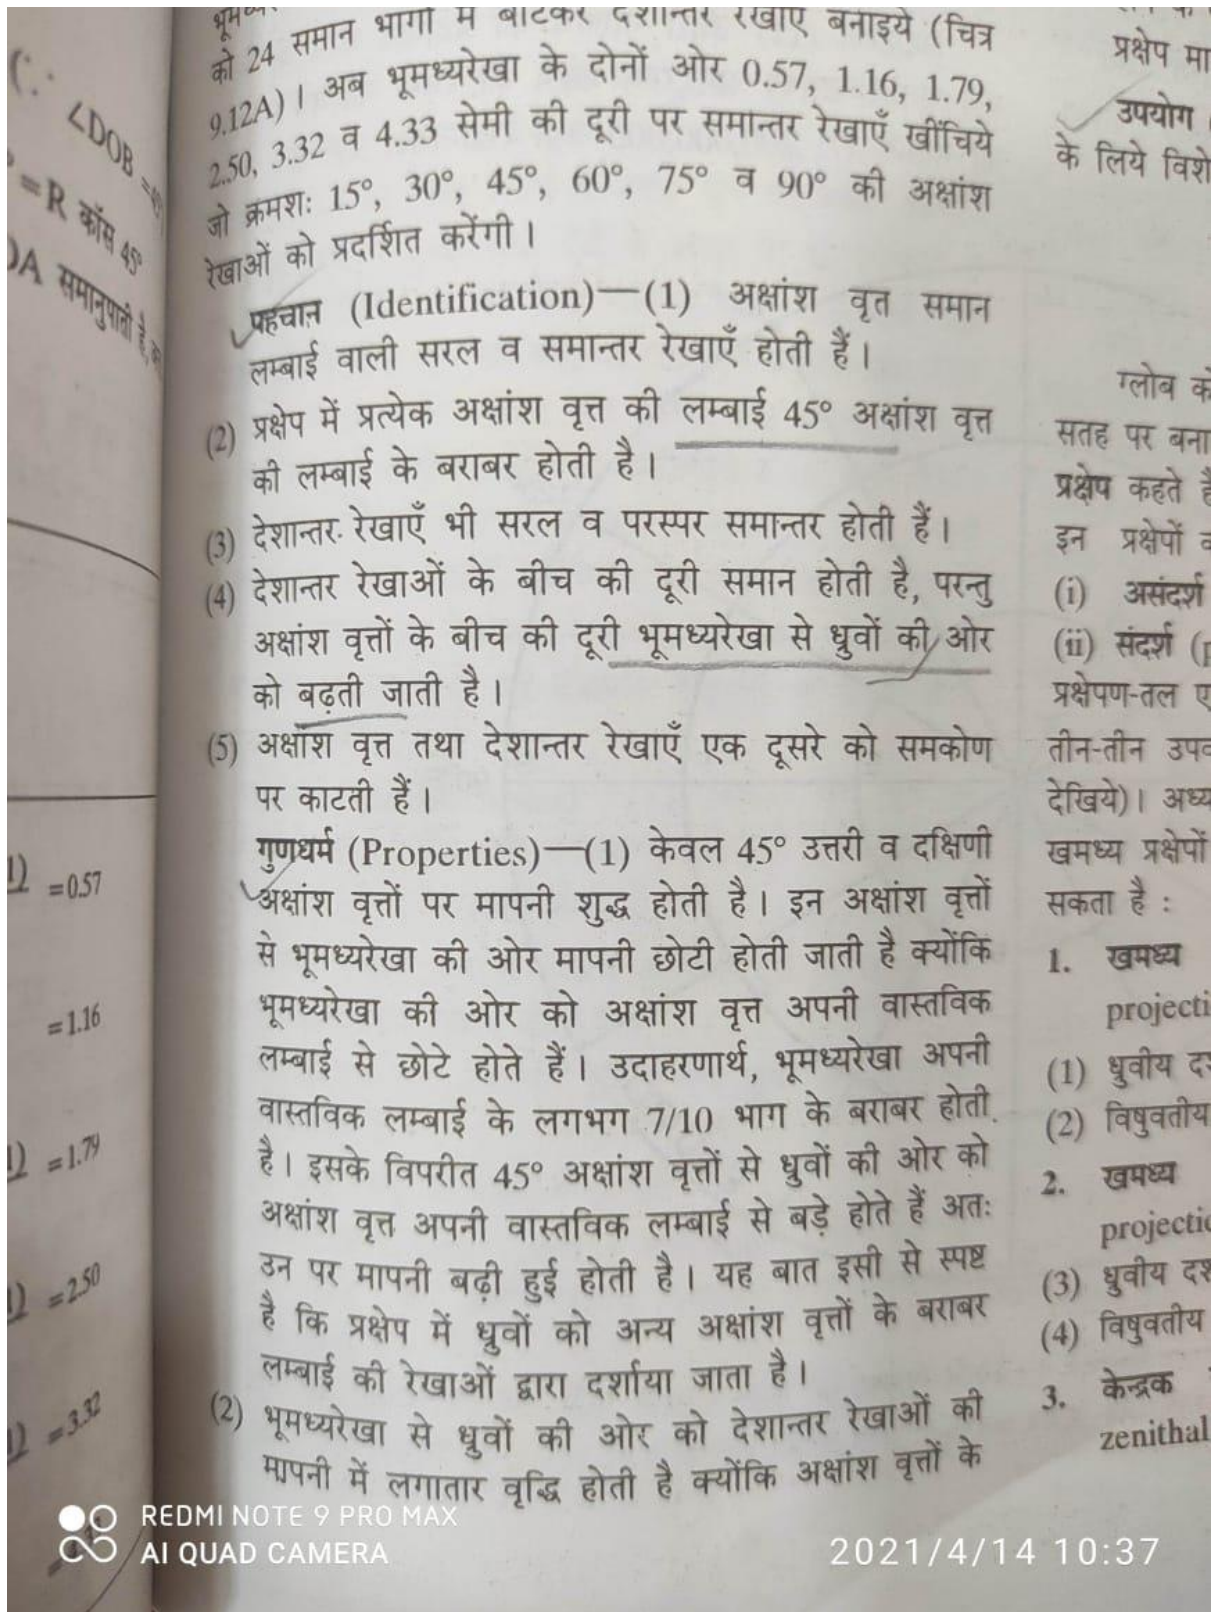 को 24 समान भागों में बांटकर देशान्तर रेखाएँ बनाइये (चित्र
9.12A)। अब भूमध्यरेखा के दोनों ओर 0.57, 1.16, 1.79,
2.50, 3.32 व 4.33 सेमी की दूरी पर समान्तर रेखाएँ खींचिये
जो क्रमशः 15°, 30°, 45°, 60°, 75° व 90° की अक्षांश
रेखाओं को प्रदर्शित करेंगी।
पहचान (Identification)—(1) अक्षांश वृत समान
लम्बाई वाली सरल व समान्तर रेखाएँ होती हैं।
(2) प्रक्षेप में प्रत्येक अक्षांश वृत्त की लम्बाई 45° अक्षांश वृत्त
की लम्बाई के बराबर होती है।
(3) देशान्तर रेखाएँ भी सरल व परस्पर समान्तर होती हैं।
(4) देशान्तर रेखाओं के बीच की दूरी समान होती है, परन्तु
अक्षांश वृत्तों के बीच की दूरी भूमध्यरेखा से ध्रुवों की ओर
को बढ़ती जाती है।
(5) अक्षांश वृत्त तथा देशान्तर रेखाएँ एक दूसरे को समकोण
पर काटती हैं।
गुणधर्म (Properties)—(1) केवल 45° उत्तरी व दक्षिणी
अक्षांश वृत्तों पर मापनी शुद्ध होती है। इन अक्षांश वृत्तों
से भूमध्यरेखा की ओर मापनी छोटी होती जाती है क्योंकि
भूमध्यरेखा की ओर को अक्षांश वृत्त अपनी वास्तविक
लम्बाई से छोटे होते हैं। उदाहरणार्थ, भूमध्यरेखा अपनी
वास्तविक लम्बाई के लगभग 7/10 भाग के बराबर होती
है। इसके विपरीत 45° अक्षांश वृत्तों से ध्रुवों की ओर को
अक्षांश वृत्त अपनी वास्तविक लम्बाई से बड़े होते हैं अतः
उन पर मापनी बढ़ी हुई होती है। यह बात इसी से स्पष्ट
है कि प्रक्षेप में ध्रुवों को अन्य अक्षांश वृत्तों के बराबर
लम्बाई की रेखाओं द्वारा दर्शाया जाता है।
(2) भूमध्यरेखा से ध्रुवों की ओर को देशान्तर रेखाओं की
मापनी में लगातार वृद्धि होती है क्योंकि अक्षांश वृत्तों के
∠DOB =
=R कॉस 45°
समानुपाती है,
=0.57
=1.16
=1.79
=2.50
=3.32
प्रक्षेप मा
उपयोग
के लिये विशे
ग्लोब को
सतह पर बना
प्रक्षेप कहते है
इन प्रक्षेपों
(i) असंदर्श
(ii) संदर्श (p
प्रक्षेपण-तल ए
तीन-तीन उप
देखिये)। अध्य
खमध्य प्रक्षेपों
सकता है :
1. खमध्य
projecti
(1) ध्रुवीय
(2) विषुवतीय
2. खमध्य
projectio
(3) ध्रुवीय
(4) विषुवतीय
3. केन्द्रक
zenithal
REDMI NOTE 9 PRO MAX
AI QUAD CAMERA
2021/4/14 10:37